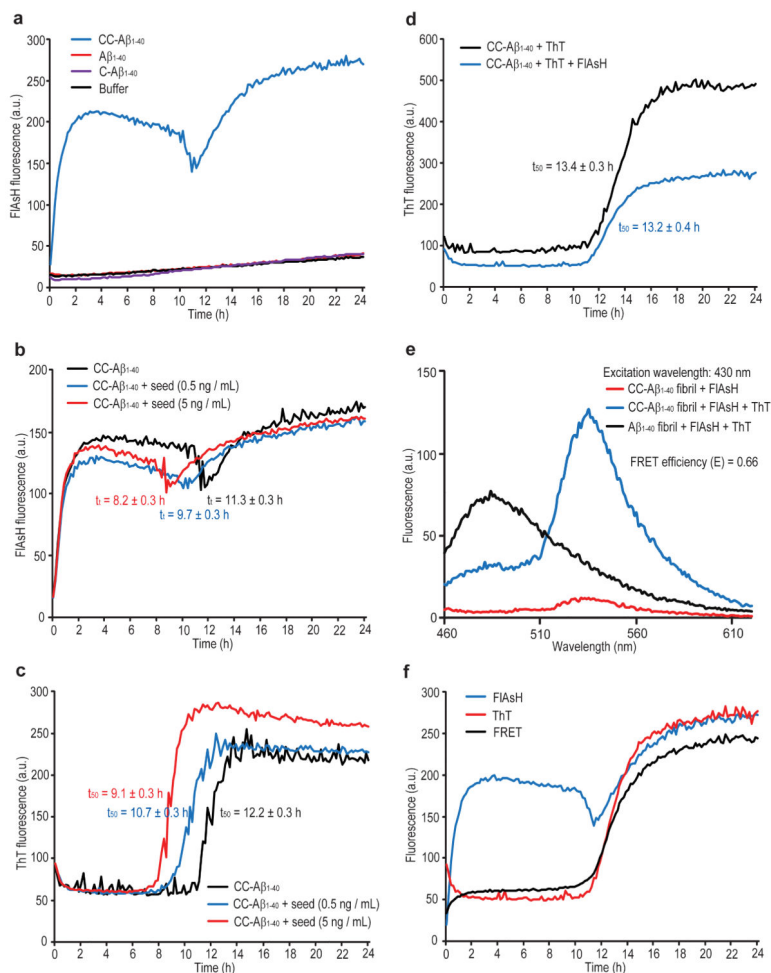 a
FlAsH fluorescence (a.u.)
300
250
200
150
100
50
0
CC-Aβ₁₋₄₀
Aβ₁₋₄₀
C-Aβ₁₋₄₀
Buffer
0 2 4 6 8 10 12 14 16 18 20 22 24
Time (h)
b
FlAsH fluorescence (a.u.)
200
150
100
50
0
CC-Aβ₁₋₄₀
CC-Aβ₁₋₄₀ + seed (0.5 ng / mL)
CC-Aβ₁₋₄₀ + seed (5 ng / mL)
tₜ = 8.2 ± 0.3 h
tₜ = 11.3 ± 0.3 h
tₜ = 9.7 ± 0.3 h
0 2 4 6 8 10 12 14 16 18 20 22 24
Time (h)
c
ThT fluorescence (a.u.)
300
250
200
150
100
50
0
t₅₀ = 9.1 ± 0.3 h
t₅₀ = 10.7 ± 0.3 h
t₅₀ = 12.2 ± 0.3 h
CC-Aβ₁₋₄₀
CC-Aβ₁₋₄₀ + seed (0.5 ng / mL)
CC-Aβ₁₋₄₀ + seed (5 ng / mL)
0 2 4 6 8 10 12 14 16 18 20 22 24
Time (h)
d
ThT fluorescence (a.u.)
600
500
400
300
200
100
0
CC-Aβ₁₋₄₀ + ThT
CC-Aβ₁₋₄₀ + ThT + FlAsH
t₅₀ = 13.4 ± 0.3 h
t₅₀ = 13.2 ± 0.4 h
0 2 4 6 8 10 12 14 16 18 20 22 24
Time (h)
e
Fluorescence (a.u.)
150
100
50
0
Excitation wavelength: 430 nm
CC-Aβ₁₋₄₀ fibril + FlAsH
CC-Aβ₁₋₄₀ fibril + FlAsH + ThT
Aβ₁₋₄₀ fibril + FlAsH + ThT
FRET efficiency (E) = 0.66
460 510 560 610
Wavelength (nm)
f
Fluorescence (a.u.)
300
250
200
150
100
50
0
FlAsH
ThT
FRET
0 2 4 6 8 10 12 14 16 18 20 22 24
Time (h)